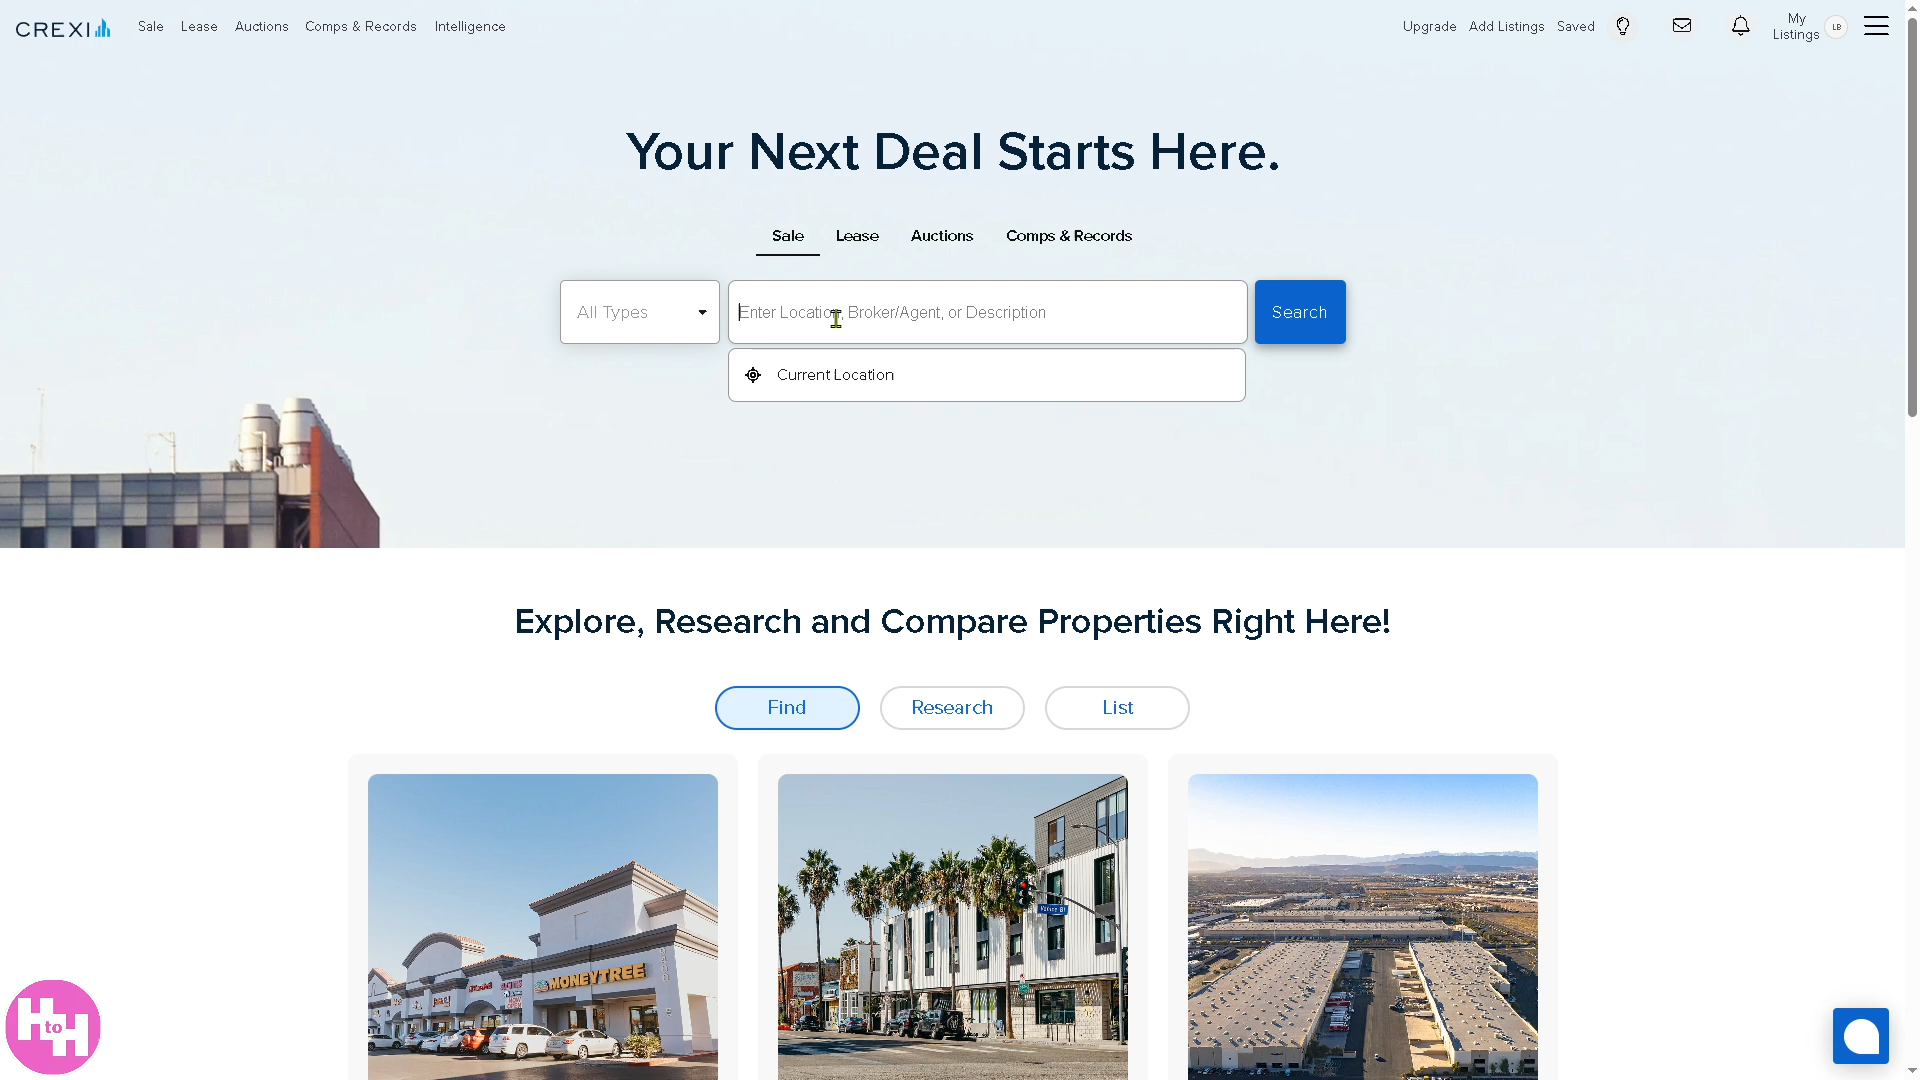 CREXI
Sale Lease Auctions Comps & Records Intelligence
Upgrade Add Listings Saved
My
Listings
LB
Your Next Deal Starts Here.
Sale Lease Auctions Comps & Records
All Types
Enter Location, Broker/Agent, or Description
Search
Current Location
Explore, Research and Compare Properties Right Here!
Find Research List
MONEYTREE
H to H